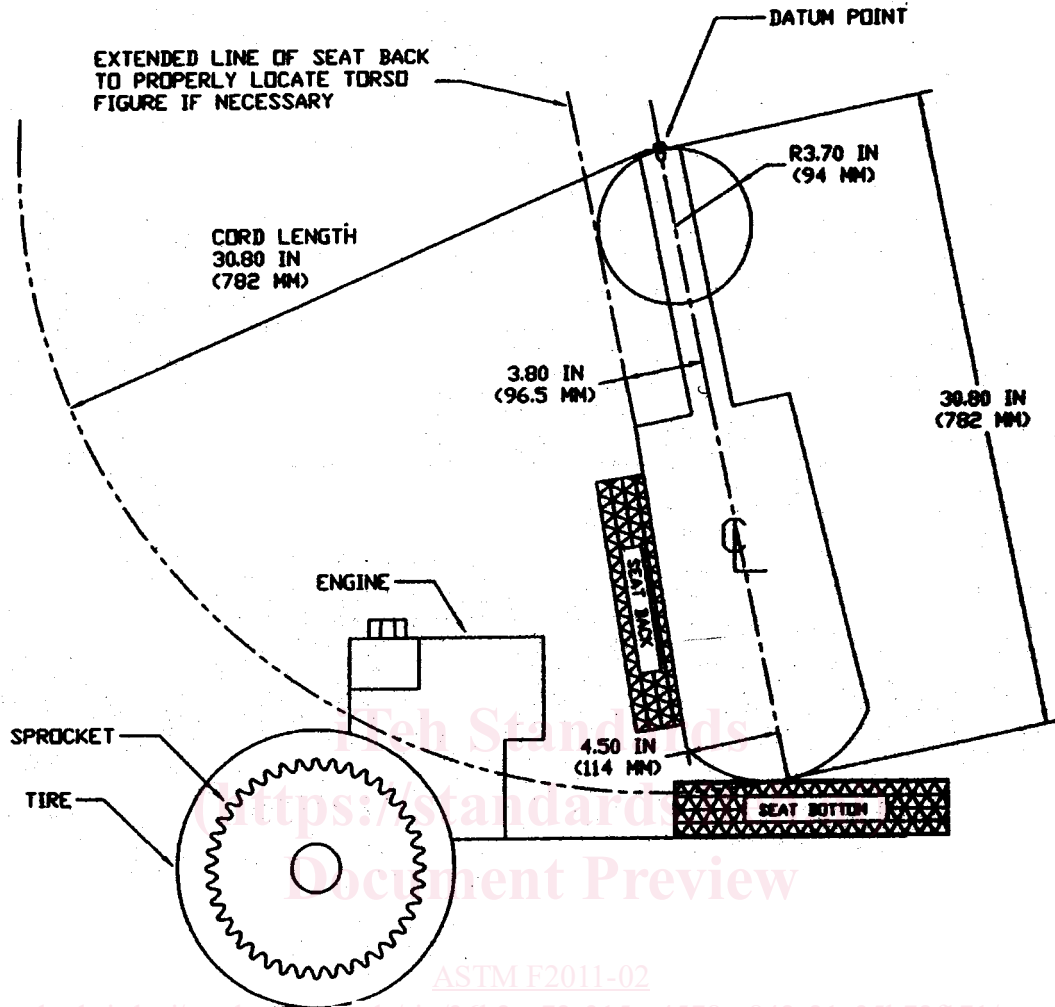 DATUM POINT
EXTENDED LINE OF SEAT BACK
TO PROPERLY LOCATE TORSO
FIGURE IF NECESSARY
R3.70 IN
(94 MM)
CORD LENGTH
30.80 IN
(782 MM)
3.80 IN
(96.5 MM)
30.80 IN
(782 MM)
ENGINE
SEAT BACK
SPROCKET
iTeh Standards
4.50 IN
(114 MM)
TIRE
(https://standards
SEAT BOTTOM
Document Preview
ASTM F2011-02